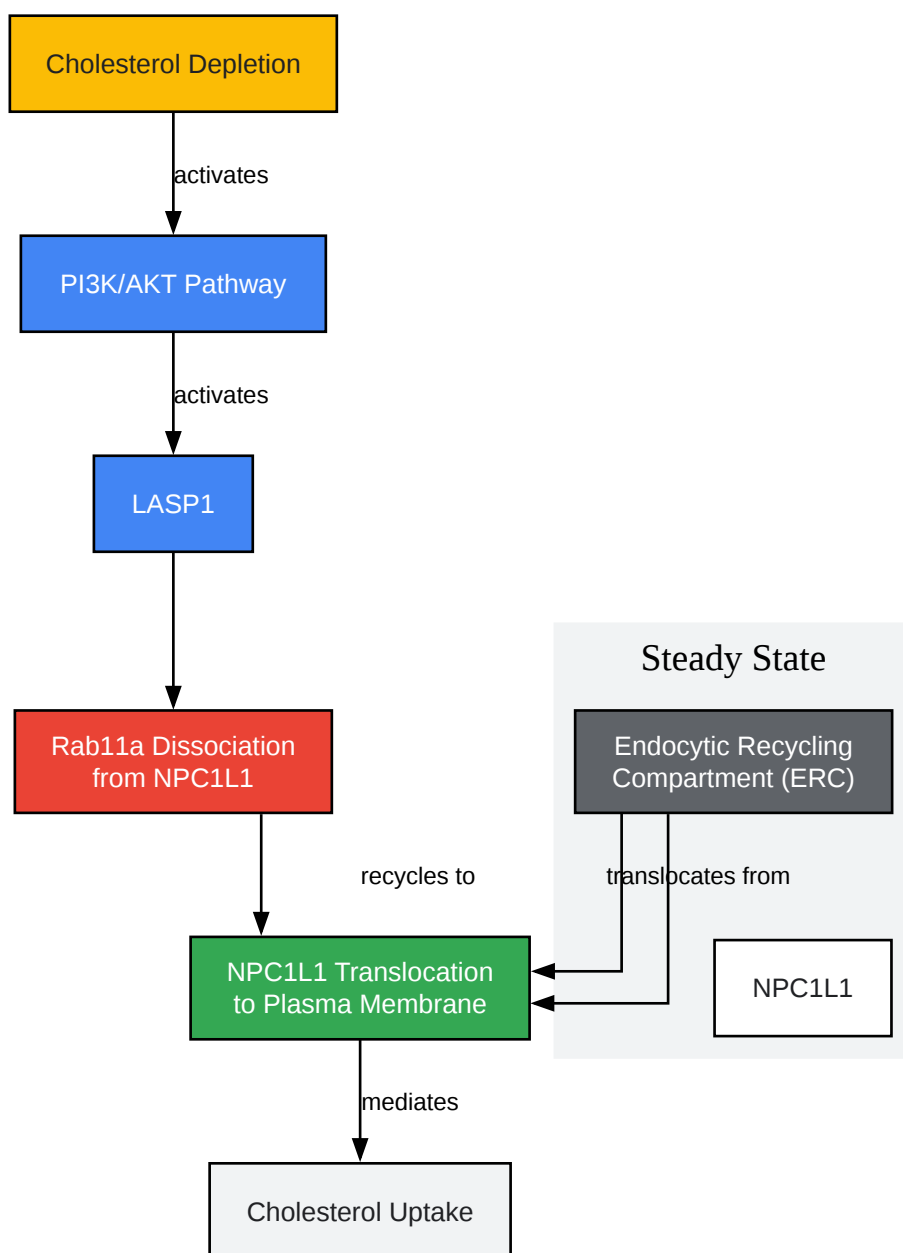 Cholesterol Depletion
activates
PI3K/AKT Pathway
activates
LASP1
Steady State
Rab11a Dissociation
from NPC1L1
Endocytic Recycling
Compartment (ERC)
recycles to
translocates from
NPC1L1 Translocation
to Plasma Membrane
NPC1L1
mediates
Cholesterol Uptake